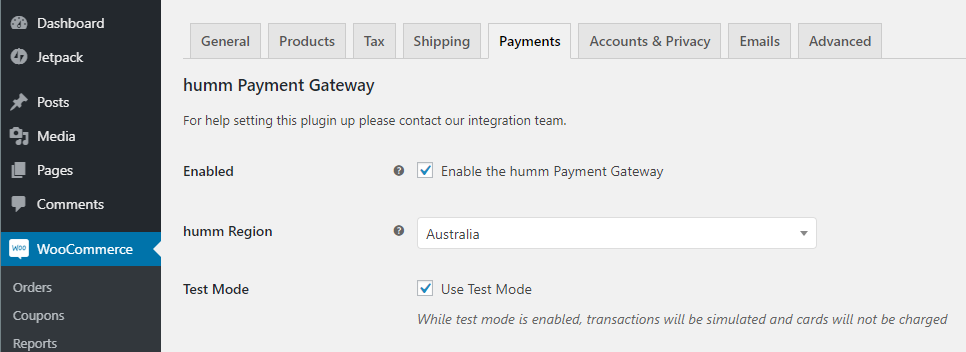 Dashboard
Jetpack
Posts
Media
Pages
Comments
WOO WooCommerce
Orders
Coupons
Reports
General Products Tax Shipping Payments Accounts & Privacy Emails Advanced
humm Payment Gateway
For help setting this plugin up please contact our integration team.
Enabled ? Enable the humm Payment Gateway
humm Region ? Australia
Test Mode Use Test Mode
While test mode is enabled, transactions will be simulated and cards will not be charged